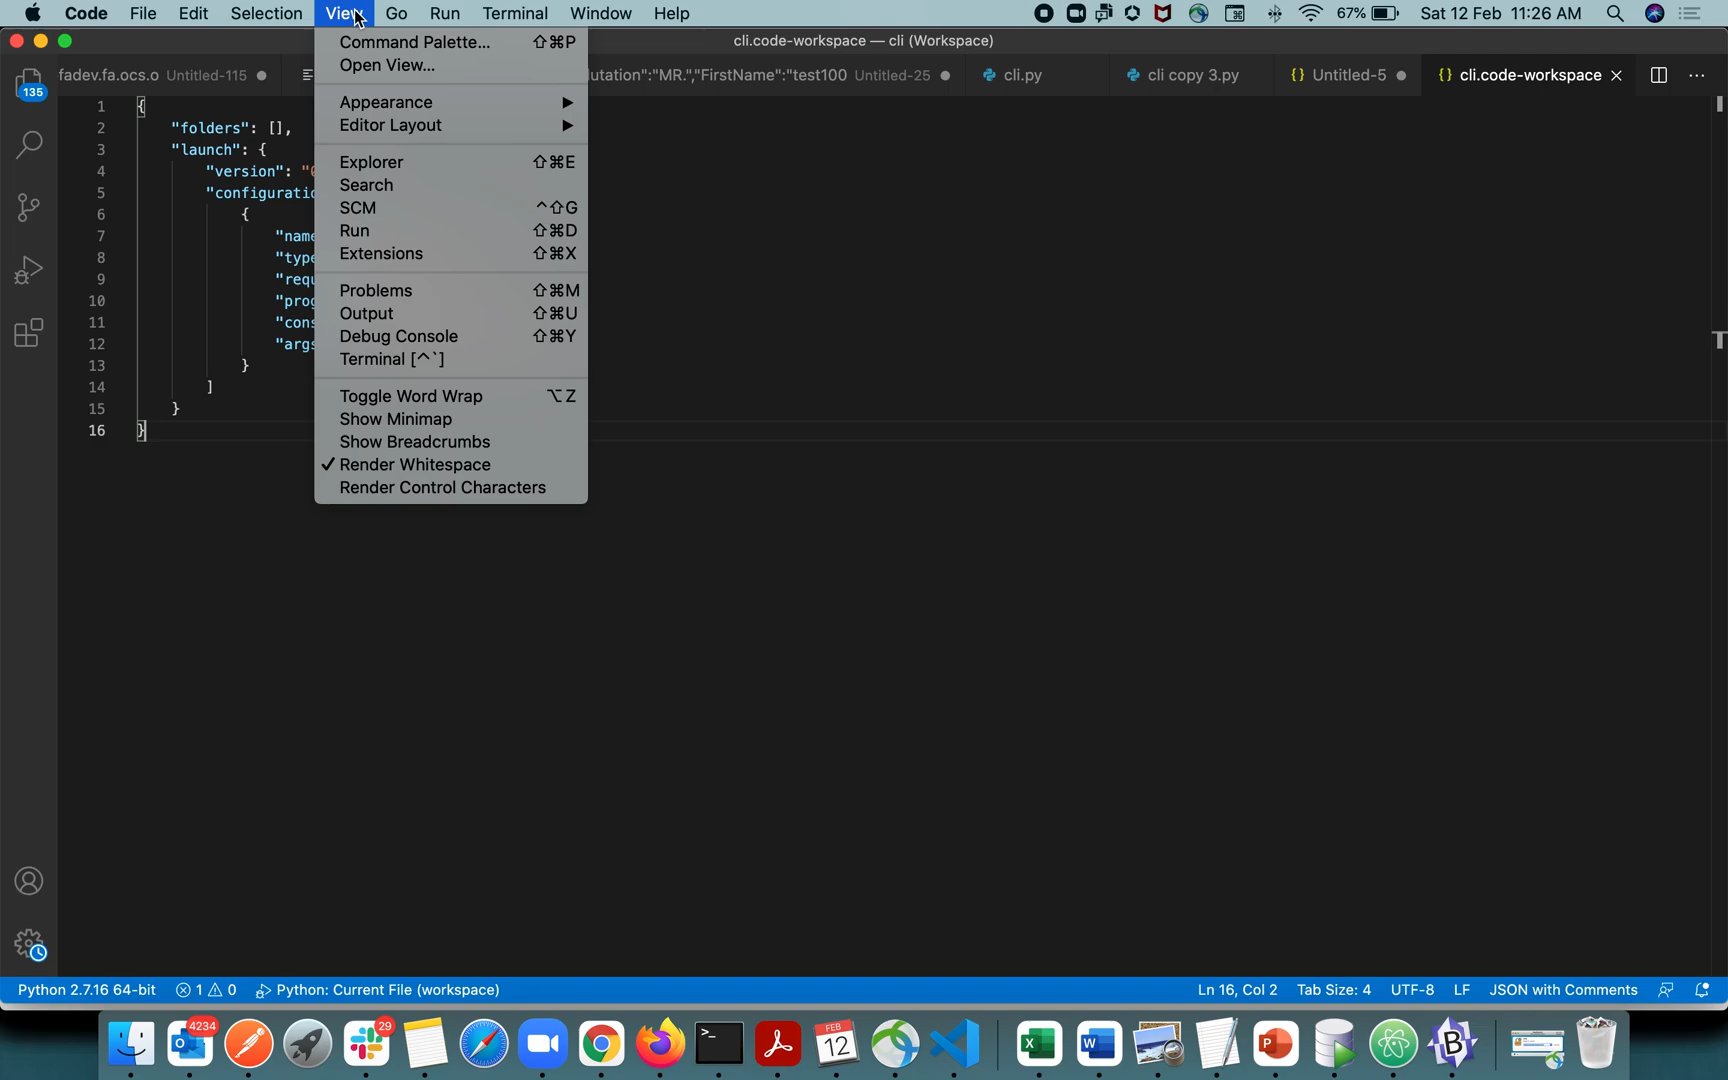 Code File Edit Selection View Go Run Terminal Window Help 67% Sat 12 Feb 11:26 AM
cli.code-workspace — cli (Workspace)
fadev.fa.ocs.o Untitled-115 lutation":"MR.","FirstName":"test100 Untitled-25 cli.py cli copy 3.py {} Untitled-5 {} cli.code-workspace
135
1 {
2 "folders": [],
3 "launch": {
4 "version": "
5 "configuratio
6 {
7 "name
8 "type
9 "requ
10 "prog
11 "cons
12 "args
13 }
14 ]
15 }
16 }
Command Palette... ⇧⌘P
Open View...
Appearance
Editor Layout
Explorer ⇧⌘E
Search
SCM ^⇧G
Run ⇧⌘D
Extensions ⇧⌘X
Problems ⇧⌘M
Output ⇧⌘U
Debug Console ⇧⌘Y
Terminal [^`]
Toggle Word Wrap ⌥Z
Show Minimap
Show Breadcrumbs
✓ Render Whitespace
Render Control Characters
Python 2.7.16 64-bit 1 0 Python: Current File (workspace) Ln 16, Col 2 Tab Size: 4 UTF-8 LF JSON with Comments
4234 29 FEB 12